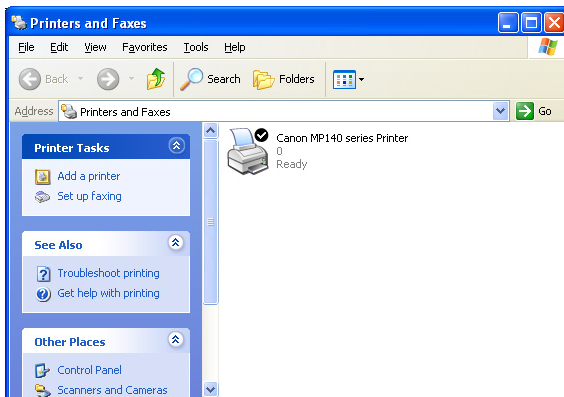 Printers and Faxes
File Edit View Favorites Tools Help
Back Search Folders
Address Printers and Faxes Go
Printer Tasks
Add a printer
Set up faxing
See Also
Troubleshoot printing
Get help with printing
Other Places
Control Panel
Scanners and Cameras
Canon MP140 series Printer
0
Ready